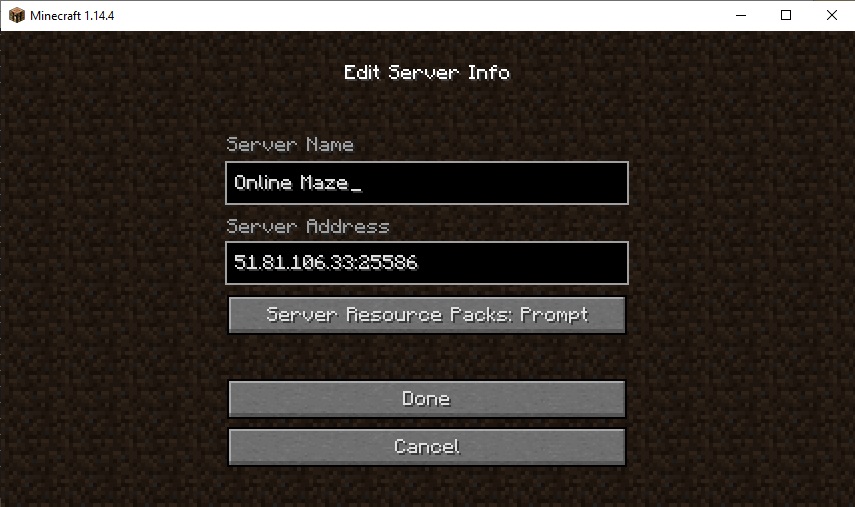 Minecraft 1.14.4
Edit Server Info
Server Name
Online Maze_
Server Address
51.81.106.33:25586
Server Resource Packs: Prompt
Done
Cancel